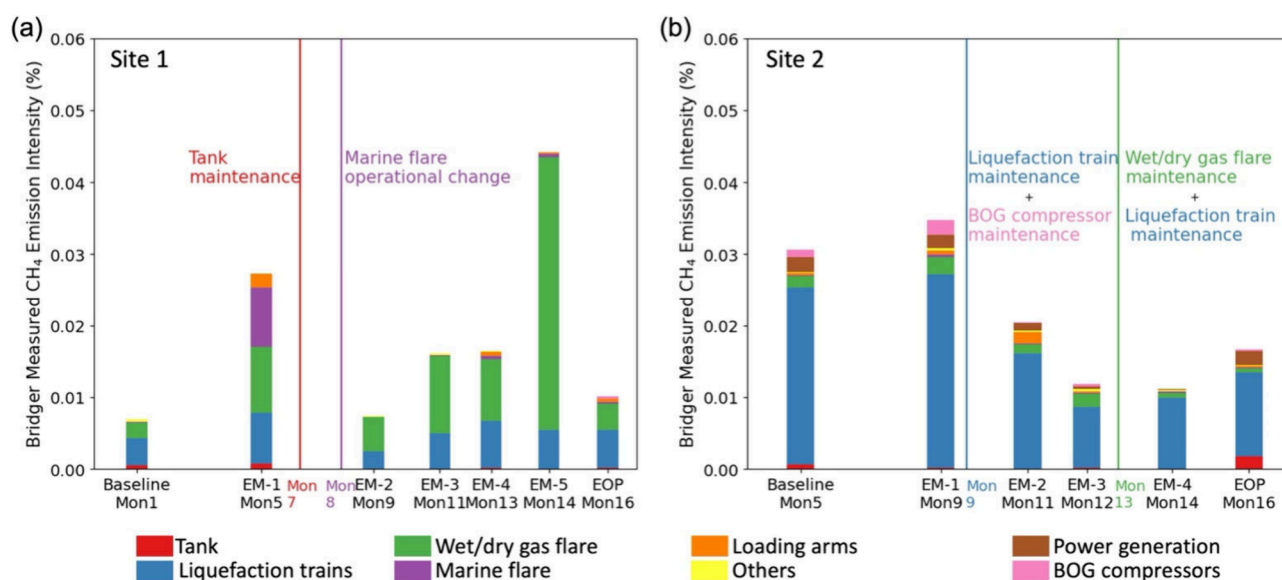 (a)
Bridger Measured CH₄ Emission Intensity (%)
0.06
0.05
0.04
0.03
0.02
0.01
0.00
Site 1
Tank
maintenance
Marine flare
operational change
Baseline
Mon1
EM-1
Mon5
Mon
7
Mon
8
EM-2
Mon9
EM-3
Mon11
EM-4
Mon13
EM-5
Mon14
EOP
Mon16
(b)
Bridger Measured CH₄ Emission Intensity (%)
0.06
0.05
0.04
0.03
0.02
0.01
0.00
Site 2
Liquefaction train
maintenance
+
BOG compressor
maintenance
Wet/dry gas flare
maintenance
+
Liquefaction train
maintenance
Baseline
Mon5
EM-1
Mon9
Mon
9
EM-2
Mon11
EM-3
Mon12
Mon
13
EM-4
Mon14
EOP
Mon16
Tank
Wet/dry gas flare
Loading arms
Power generation
Liquefaction trains
Marine flare
Others
BOG compressors